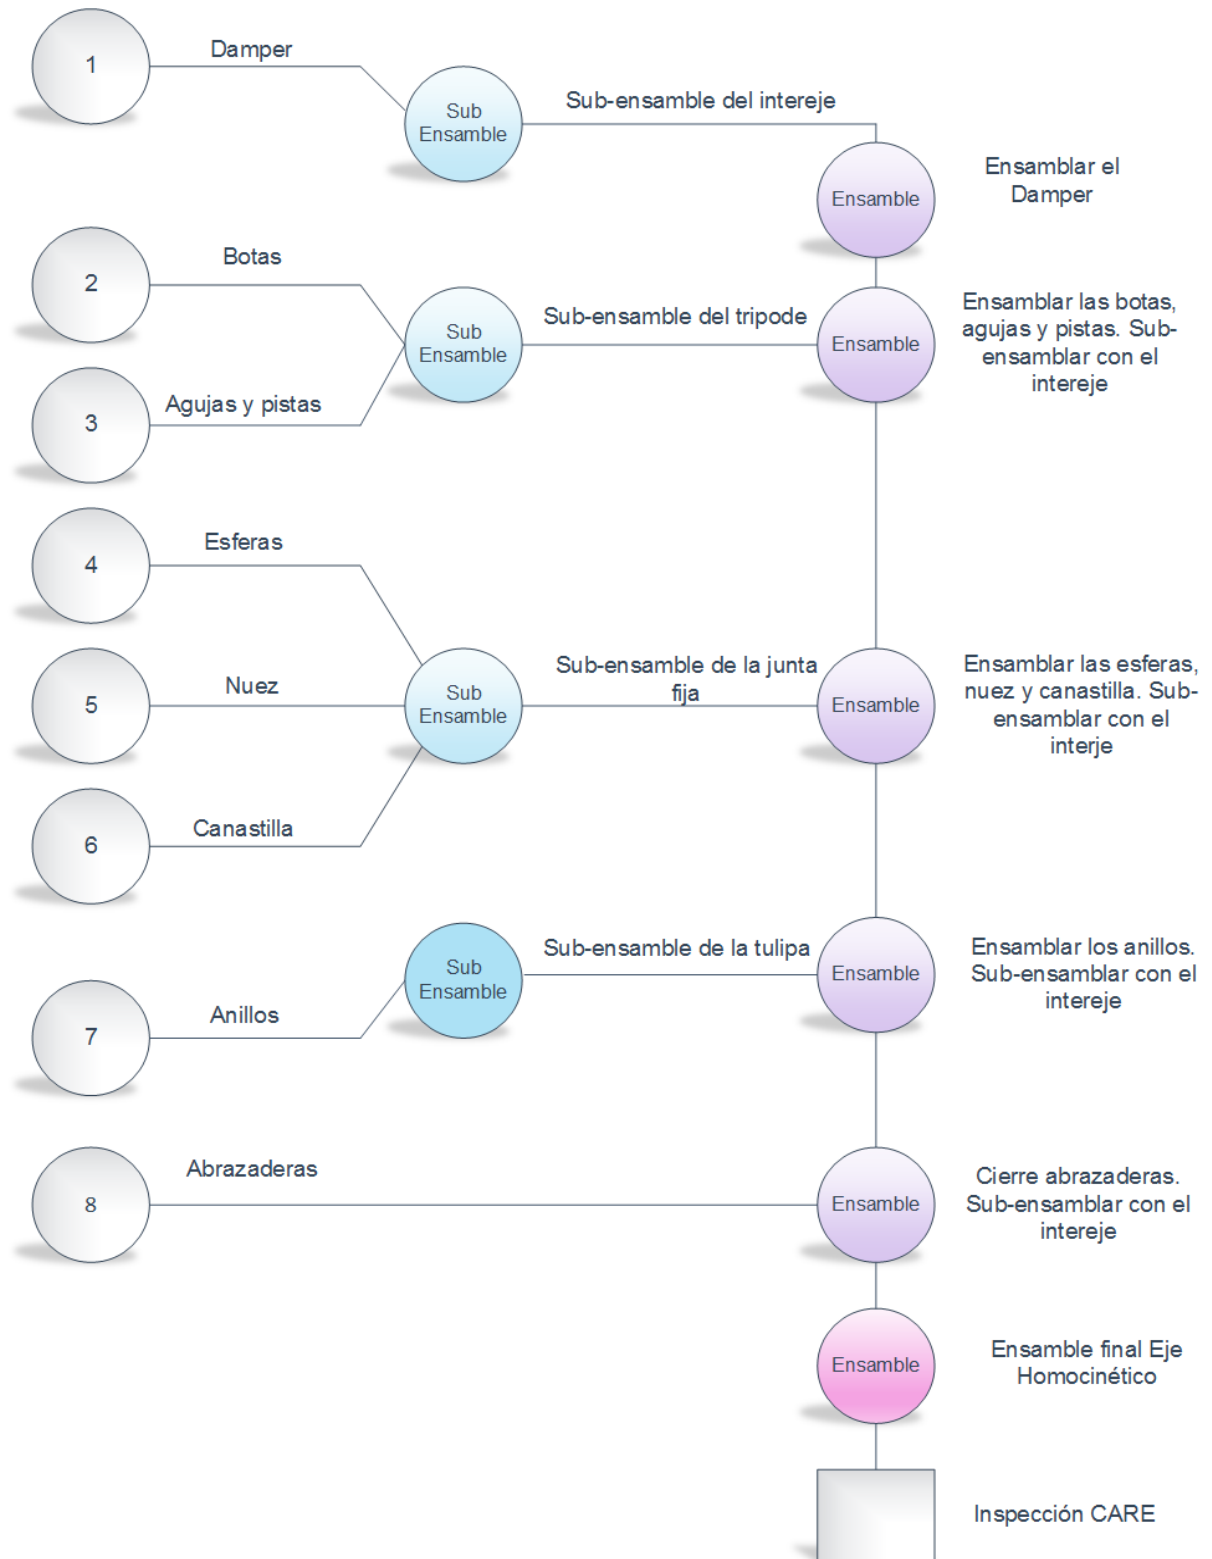 1
Damper
Sub
Ensamble
Sub-ensamble del intereje
Ensamble
Ensamblar el
Damper
2
Botas
3
Agujas y pistas
Sub
Ensamble
Sub-ensamble del tripode
Ensamble
Ensamblar las botas,
agujas y pistas. Sub-
ensamblar con el
intereje
4
Esferas
5
Nuez
6
Canastilla
Sub
Ensamble
Sub-ensamble de la junta
fija
Ensamble
Ensamblar las esferas,
nuez y canastilla. Sub-
ensamblar con el
interje
7
Anillos
Sub
Ensamble
Sub-ensamble de la tulipa
Ensamble
Ensamblar los anillos.
Sub-ensamblar con el
intereje
8
Abrazaderas
Ensamble
Cierre abrazaderas.
Sub-ensamblar con el
intereje
Ensamble
Ensamble final Eje
Homocinético
Inspección CARE